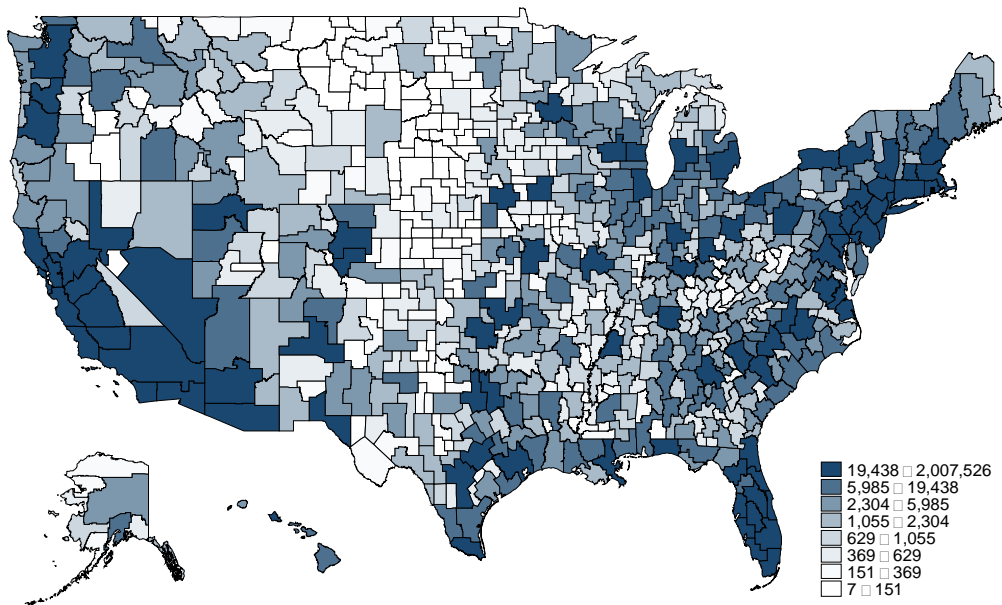 19,438 □ 2,007,526
5,985 □ 19,438
2,304 □ 5,985
1,055 □ 2,304
629 □ 1,055
369 □ 629
151 □ 369
7 □ 151